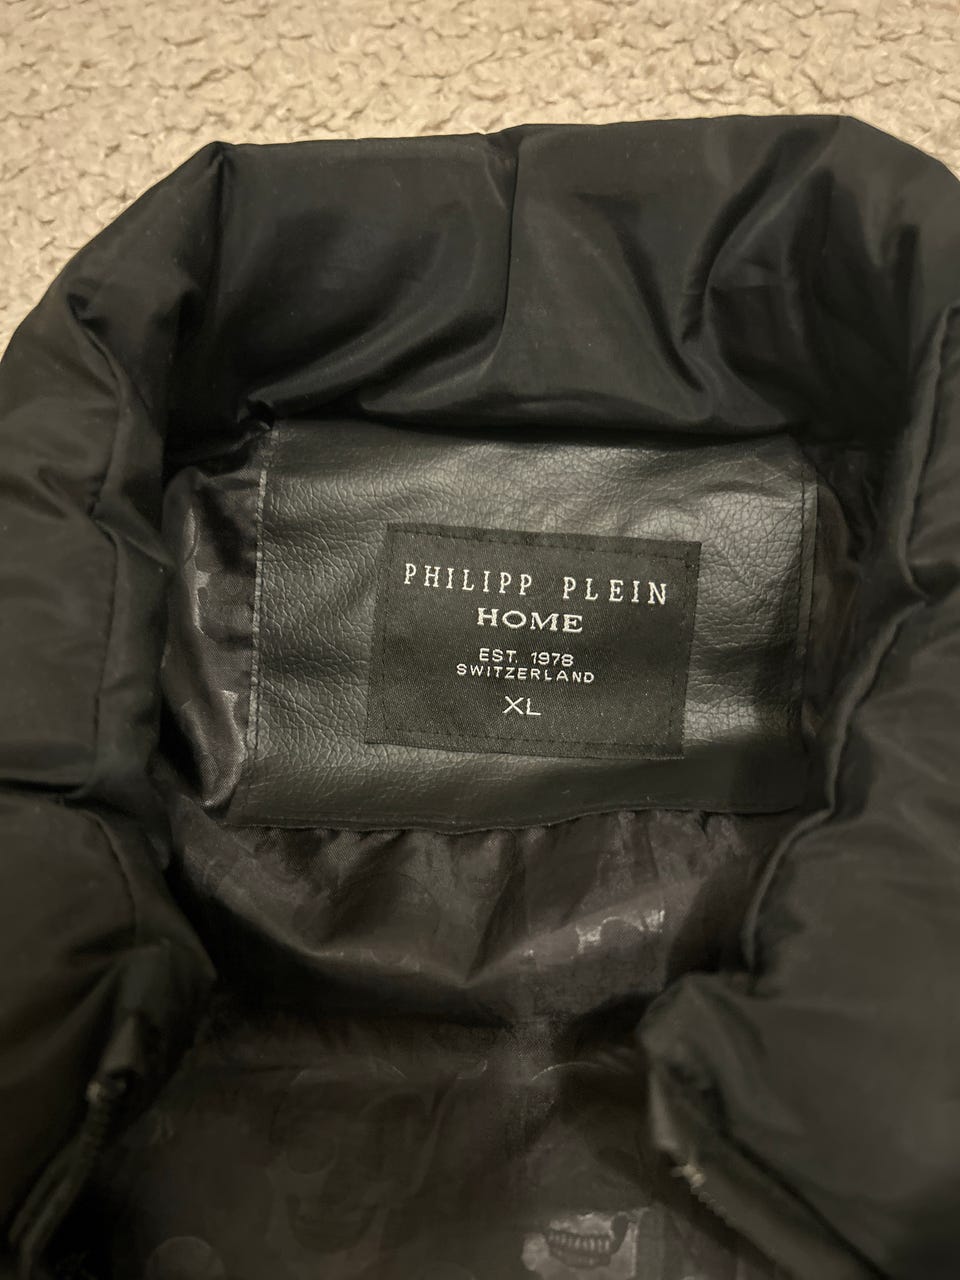 PHILIPP PLEIN
HOME
EST. 1978
SWITZERLAND
XL